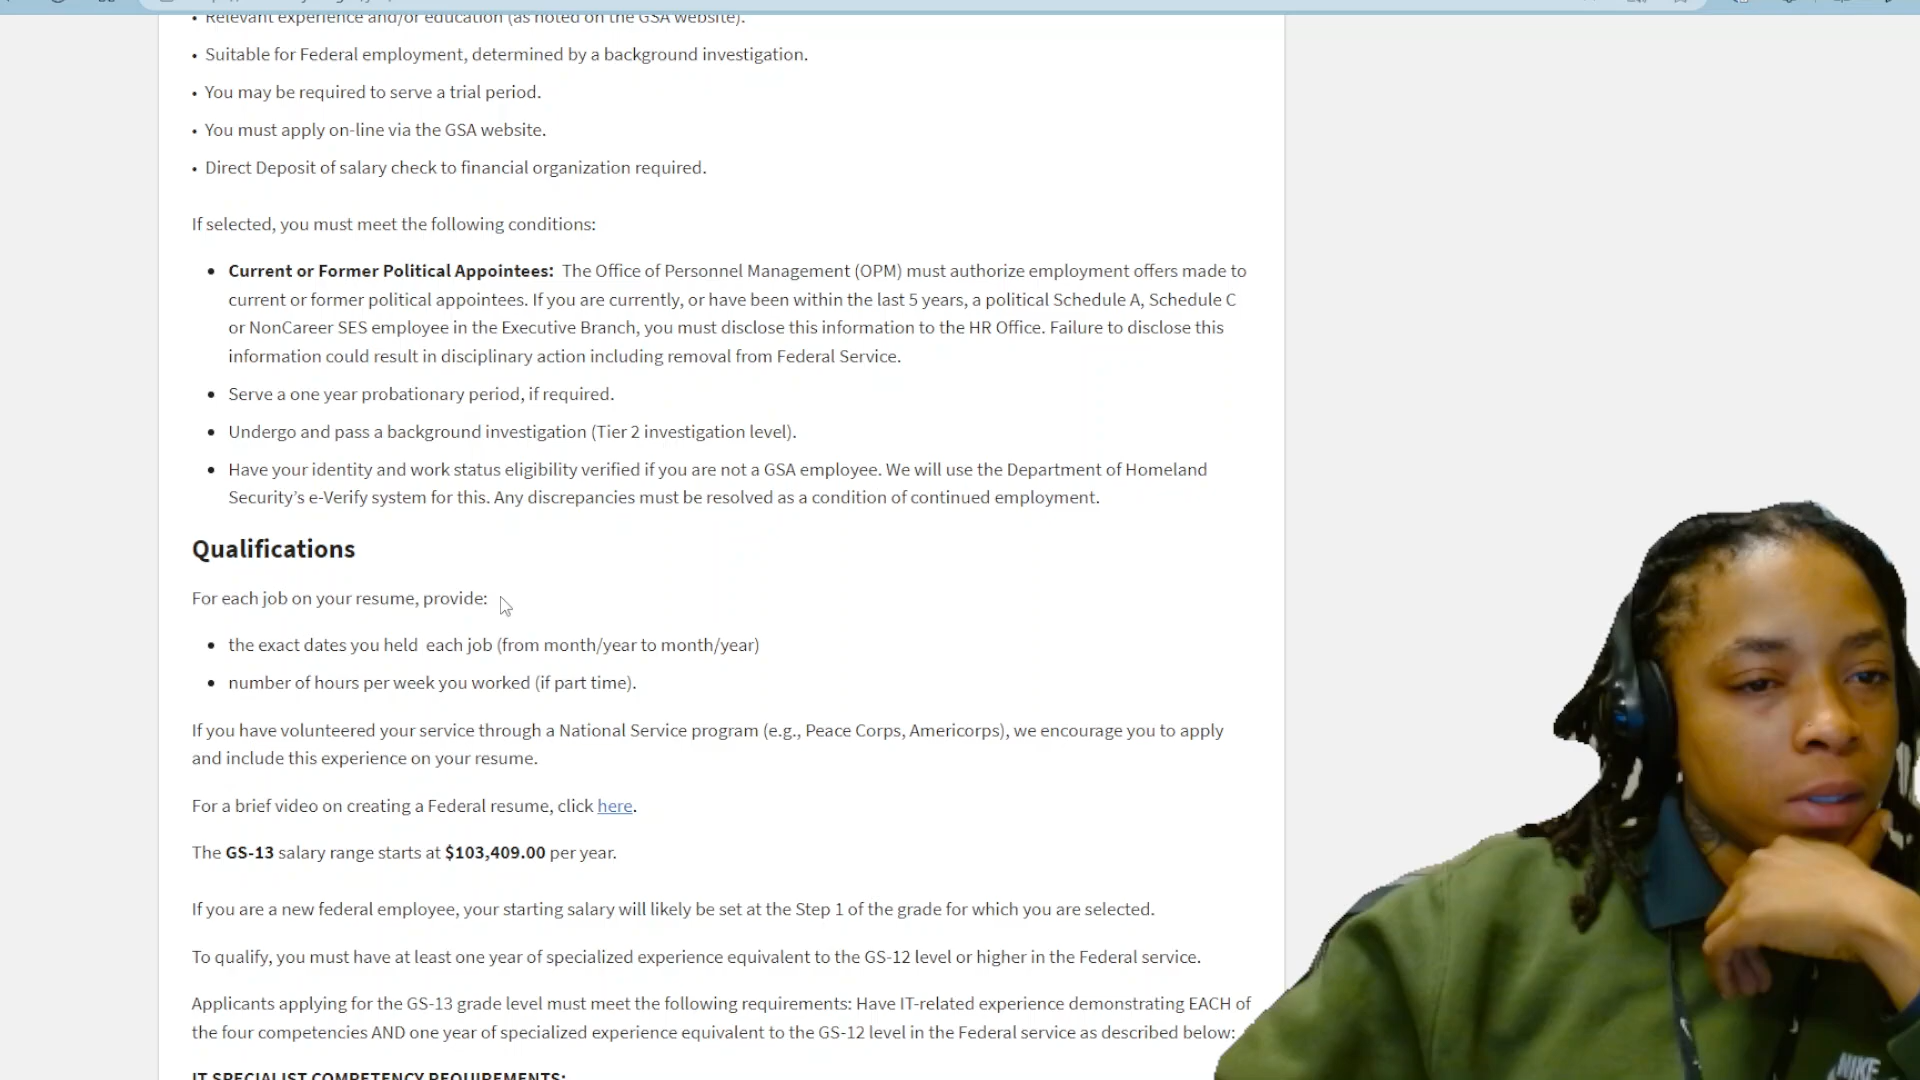 • Relevant experience and/or education (as noted on the GSA website).
• Suitable for Federal employment, determined by a background investigation.
• You may be required to serve a trial period.
• You must apply on-line via the GSA website.
• Direct Deposit of salary check to financial organization required.
If selected, you must meet the following conditions:
• Current or Former Political Appointees: The Office of Personnel Management (OPM) must authorize employment offers made to
current or former political appointees. If you are currently, or have been within the last 5 years, a political Schedule A, Schedule C
or NonCareer SES employee in the Executive Branch, you must disclose this information to the HR Office. Failure to disclose this
information could result in disciplinary action including removal from Federal Service.
• Serve a one year probationary period, if required.
• Undergo and pass a background investigation (Tier 2 investigation level).
• Have your identity and work status eligibility verified if you are not a GSA employee. We will use the Department of Homeland
Security’s e-Verify system for this. Any discrepancies must be resolved as a condition of continued employment.
Qualifications
For each job on your resume, provide:
• the exact dates you held each job (from month/year to month/year)
• number of hours per week you worked (if part time).
If you have volunteered your service through a National Service program (e.g., Peace Corps, Americorps), we encourage you to apply
and include this experience on your resume.
For a brief video on creating a Federal resume, click here.
The GS-13 salary range starts at $103,409.00 per year.
If you are a new federal employee, your starting salary will likely be set at the Step 1 of the grade for which you are selected.
To qualify, you must have at least one year of specialized experience equivalent to the GS-12 level or higher in the Federal service.
Applicants applying for the GS-13 grade level must meet the following requirements: Have IT-related experience demonstrating EACH of
the four competencies AND one year of specialized experience equivalent to the GS-12 level in the Federal service as described below:
IT SPECIALIST COMPETENCY REQUIREMENTS:
NIKE